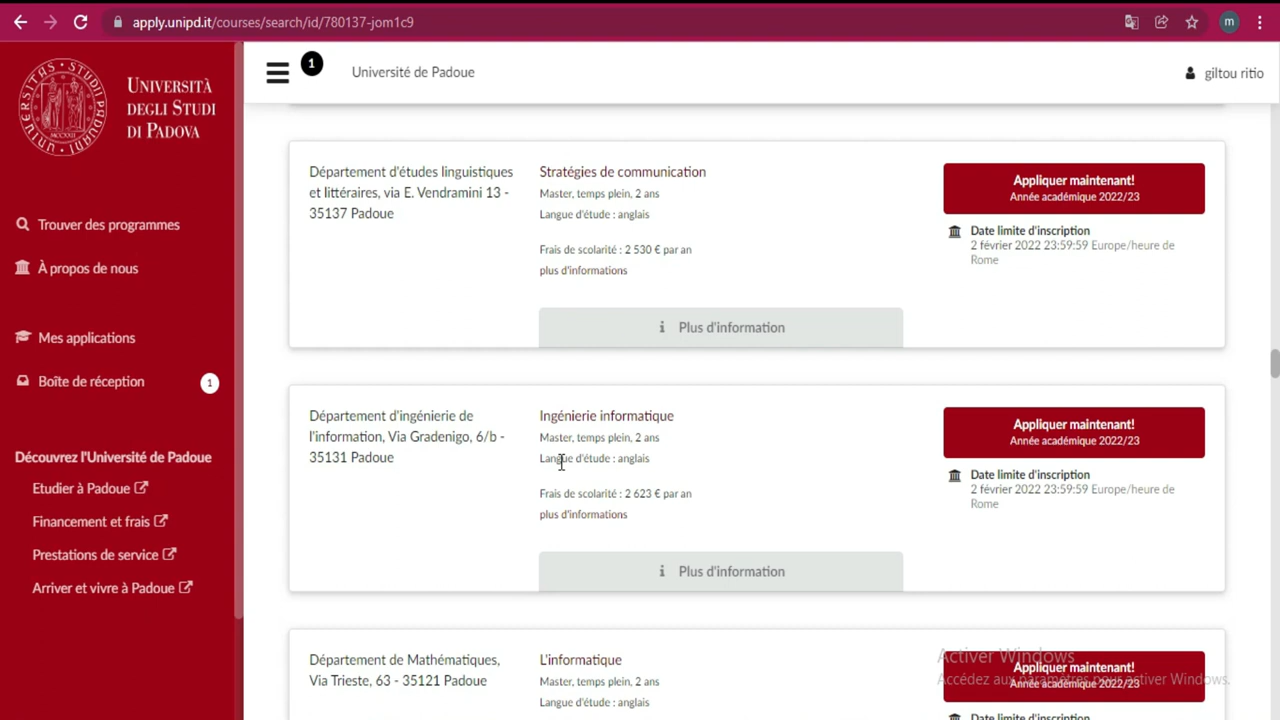 apply.unipd.it/courses/search/id/780137-jom1c9
m
UNIVERSITÀ
DEGLI STUDI
DI PADOVA
1
Université de Padoue
giltou ritio
Trouver des programmes
À propos de nous
Mes applications
Boîte de réception
1
Découvrez l'Université de Padoue
Etudier à Padoue
Financement et frais
Prestations de service
Arriver et vivre à Padoue
Département d'études linguistiques
et littéraires, via E. Vendramini 13 -
35137 Padoue
Stratégies de communication
Master, temps plein, 2 ans
Langue d'étude : anglais
Frais de scolarité : 2 530 € par an
plus d'informations
Plus d'information
Appliquer maintenant!
Année académique 2022/23
Date limite d'inscription
2 février 2022 23:59:59 Europe/heure de
Rome
Département d'ingénierie de
l'information, Via Gradenigo, 6/b -
35131 Padoue
Ingénierie informatique
Master, temps plein, 2 ans
Langue d'étude : anglais
Frais de scolarité : 2 623 € par an
plus d'informations
Plus d'information
Appliquer maintenant!
Année académique 2022/23
Date limite d'inscription
2 février 2022 23:59:59 Europe/heure de
Rome
Département de Mathématiques,
Via Trieste, 63 - 35121 Padoue
L'informatique
Master, temps plein, 2 ans
Langue d'étude : anglais
Appliquer maintenant!
Année académique 2022/23
Date limite d'inscription
Activer Windows
Accédez aux paramètres pour activer Windows.